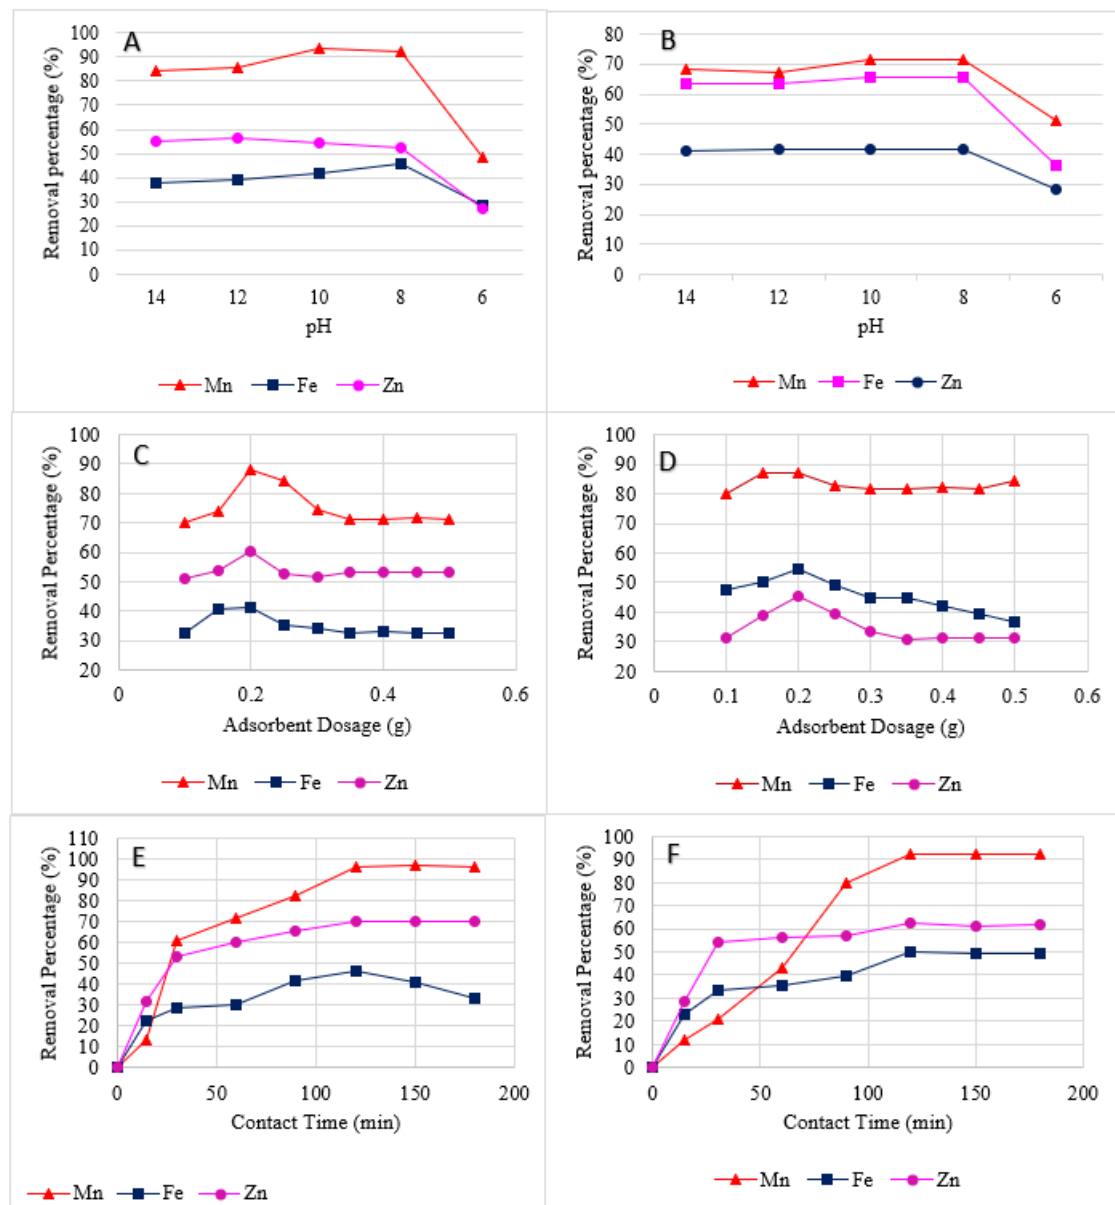 A
Removal percentage (%)
100
90
80
70
60
50
40
30
20
10
0
14 12 10 8 6
pH
Mn Fe Zn
B
Removal percentage (%)
80
70
60
50
40
30
20
10
0
14 12 10 8 6
pH
Mn Fe Zn
C
Removal Percentage (%)
100
90
80
70
60
50
40
30
20
0 0.2 0.4 0.6
Adsorbent Dosage (g)
Mn Fe Zn
D
Removal Percentage (%)
100
90
80
70
60
50
40
30
20
0 0.1 0.2 0.3 0.4 0.5 0.6
Adsorbent Dosage (g)
Mn Fe Zn
E
Removal Percentage (%)
110
100
90
80
70
60
50
40
30
20
10
0
0 50 100 150 200
Contact Time (min)
Mn Fe Zn
F
Removal Percentage (%)
100
90
80
70
60
50
40
30
20
10
0
0 50 100 150 200
Contact Time (min)
Mn Fe Zn